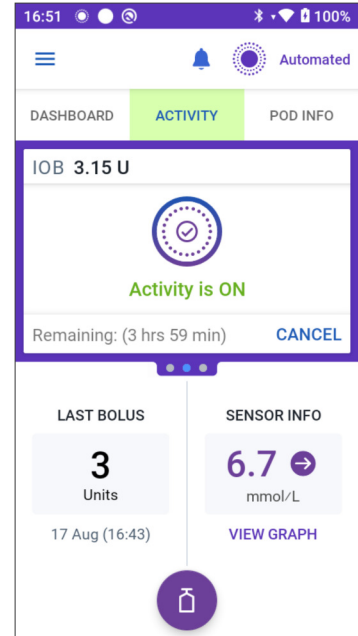 16:51 100%
Automated
DASHBOARD ACTIVITY POD INFO
IOB 3.15 U
Activity is ON
Remaining: (3 hrs 59 min) CANCEL
LAST BOLUS
3
Units
17 Aug (16:43)
SENSOR INFO
6.7
mmol/L
VIEW GRAPH